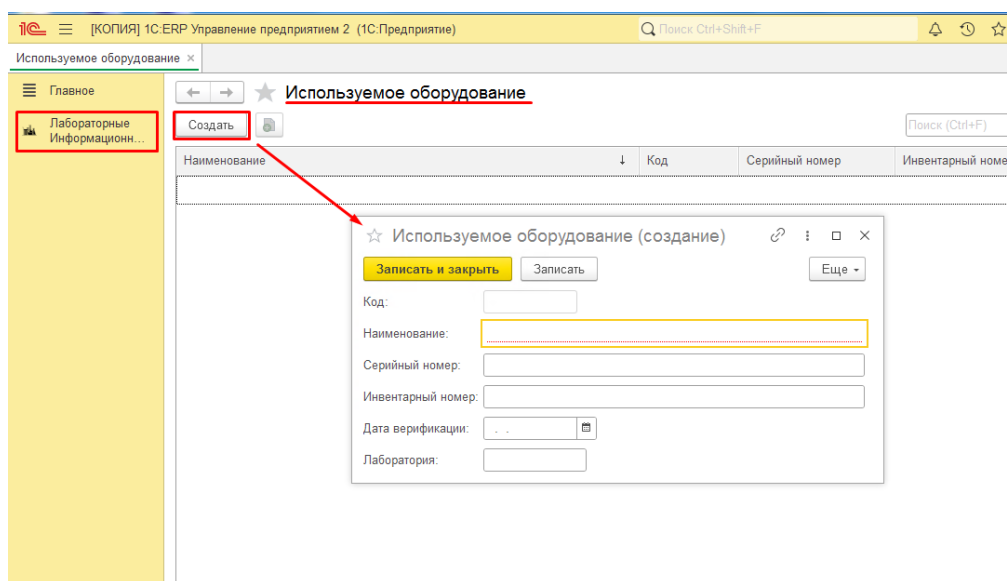 1С [КОПИЯ] 1С:ERP Управление предприятием 2 (1С:Предприятие) Поиск Ctrl+Shift+F
Используемое оборудование ×
Главное
Лабораторные
Информационн...
Используемое оборудование
Создать Поиск (Ctrl+F)
Наименование ↓ Код Серийный номер Инвентарный номе
Используемое оборудование (создание)
Записать и закрыть Записать Еще
Код:
Наименование:
Серийный номер:
Инвентарный номер:
Дата верификации: . .
Лаборатория: